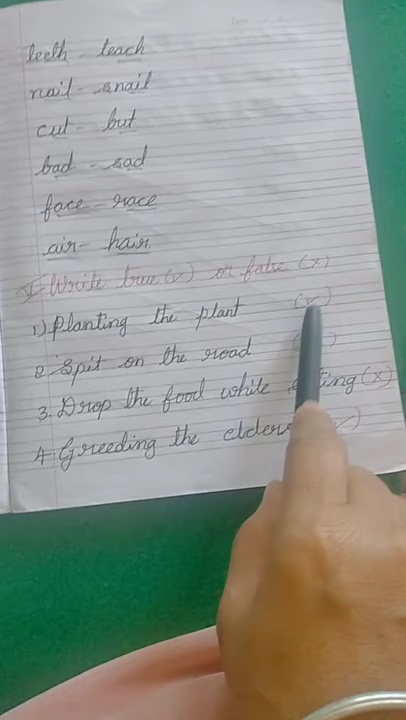 teeth - teach
nail - snail
cut - but
bad - sad
face - race
air - hair
V Write true (✓) or false (x)
1) Planting the plant (✓)
2 Spit on the road ( )
3. Drop the food while (x)
4. Greeding the elders ✓)